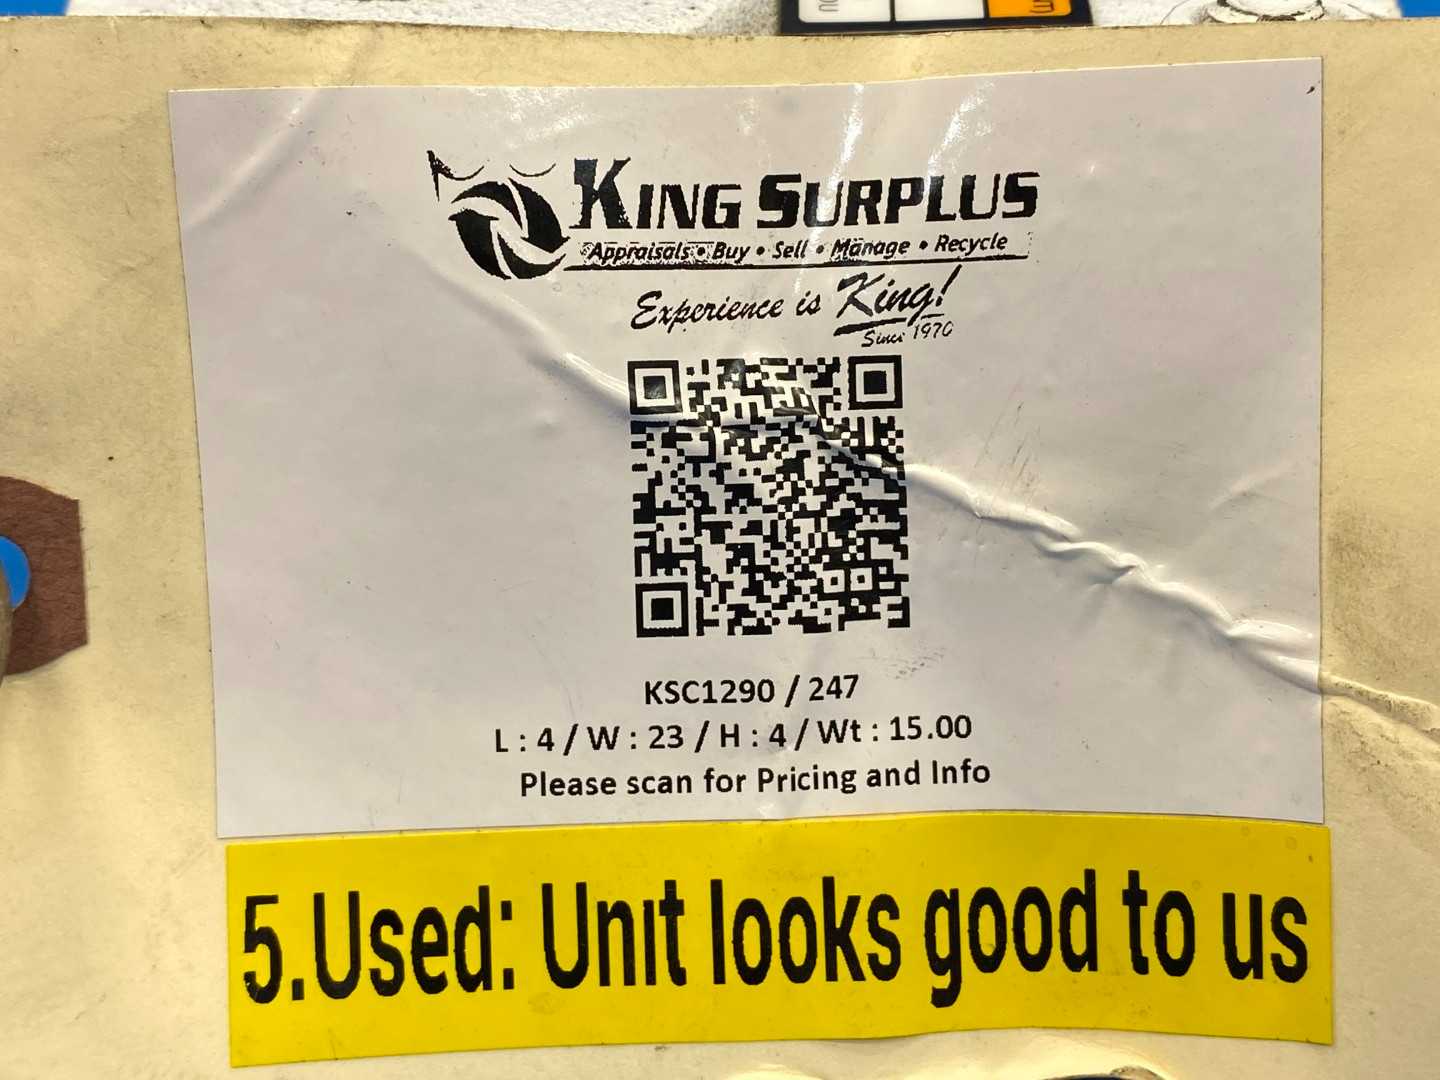 KING SURPLUS
Appraisals • Buy • Sell • Manage • Recycle
Experience is King!
Since 1970
KSC1290 / 247
L : 4 / W : 23 / H : 4 / Wt : 15.00
Please scan for Pricing and Info
5.Used: Unit looks good to us